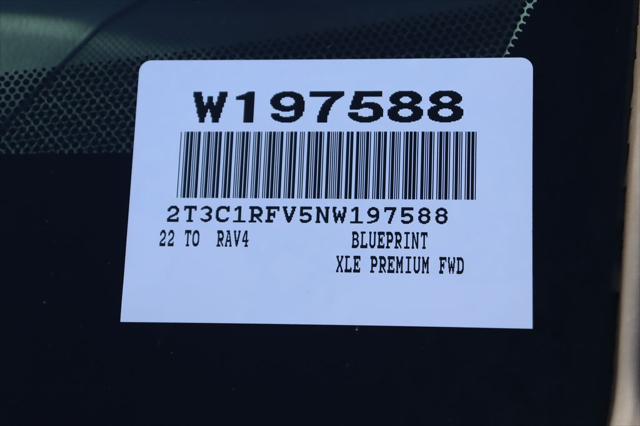 W197588
2T3C1RFV5NW197588
22 TO RAV4 BLUEPRINT
XLE PREMIUM FWD